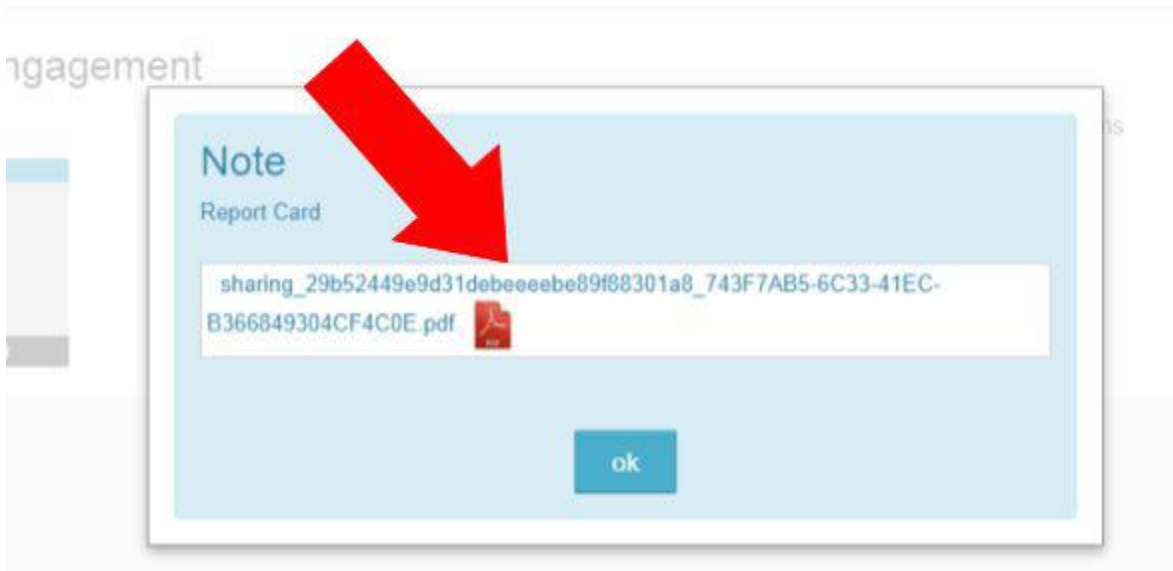 ngagement
Note
Report Card
sharing_29b52449e9d31debeeeebe89f88301a8_743F7AB5-6C33-41EC-
B366849304CF4C0E.pdf
ok